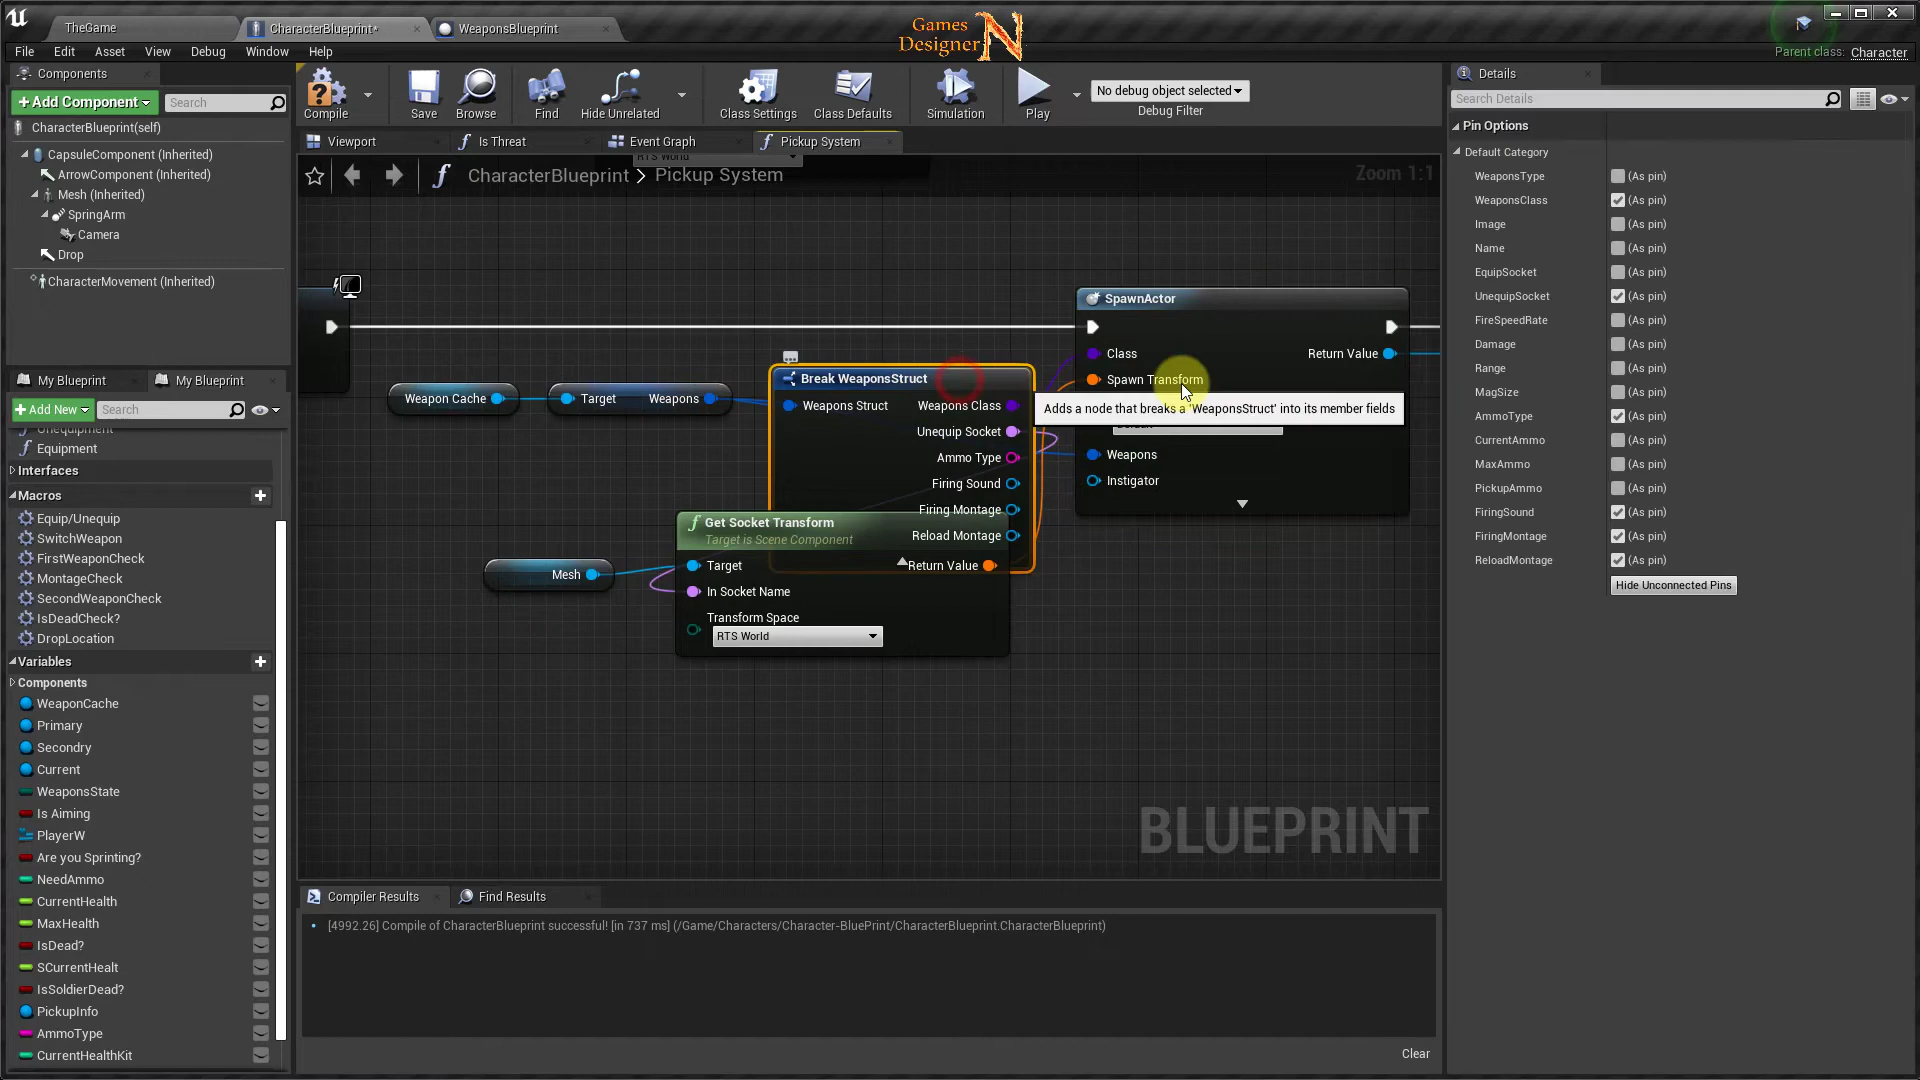 TheGame
CharacterBlueprint*
WeaponsBlueprint
Games
Designer
N
Parent class: Character
File Edit Asset View Debug Window Help
Components
+Add Component
Search
CharacterBlueprint(self)
CapsuleComponent (Inherited)
ArrowComponent (Inherited)
Mesh (Inherited)
SpringArm
Camera
Drop
CharacterMovement (Inherited)
My Blueprint
My Blueprint
+Add New
Search
Unequipment
Equipment
Interfaces
Macros
Equip/Unequip
SwitchWeapon
FirstWeaponCheck
MontageCheck
SecondWeaponCheck
IsDeadCheck?
DropLocation
Variables
Components
WeaponCache
Primary
Secondry
Current
WeaponsState
Is Aiming
PlayerW
Are you Sprinting?
NeedAmmo
CurrentHealth
MaxHealth
IsDead?
SCurrentHealt
IsSoldierDead?
PickupInfo
AmmoType
CurrentHealthKit
Compile
Save
Browse
Find
Hide Unrelated
Class Settings
Class Defaults
Simulation
Play
No debug object selected
Debug Filter
Viewport
Is Threat
Event Graph
Pickup System
RTS World
CharacterBlueprint > Pickup System
Zoom 1:1
SpawnActor
Class
Return Value
Spawn Transform
Weapons
Instigator
Weapon Cache
Target Weapons
Break WeaponsStruct
Weapons Struct
Weapons Class
Unequip Socket
Ammo Type
Firing Sound
Firing Montage
Reload Montage
Adds a node that breaks a 'WeaponsStruct' into its member fields
Get Socket Transform
Target is Scene Component
Target
Return Value
In Socket Name
Transform Space
RTS World
Mesh
BLUEPRINT
Compiler Results
Find Results
[4992.26] Compile of CharacterBlueprint successful! [in 737 ms] (/Game/Characters/Character-BluePrint/CharacterBlueprint.CharacterBlueprint)
Clear
Details
Search Details
Pin Options
Default Category
WeaponsType (As pin)
WeaponsClass (As pin)
Image (As pin)
Name (As pin)
EquipSocket (As pin)
UnequipSocket (As pin)
FireSpeedRate (As pin)
Damage (As pin)
Range (As pin)
MagSize (As pin)
AmmoType (As pin)
CurrentAmmo (As pin)
MaxAmmo (As pin)
PickupAmmo (As pin)
FiringSound (As pin)
FiringMontage (As pin)
ReloadMontage (As pin)
Hide Unconnected Pins